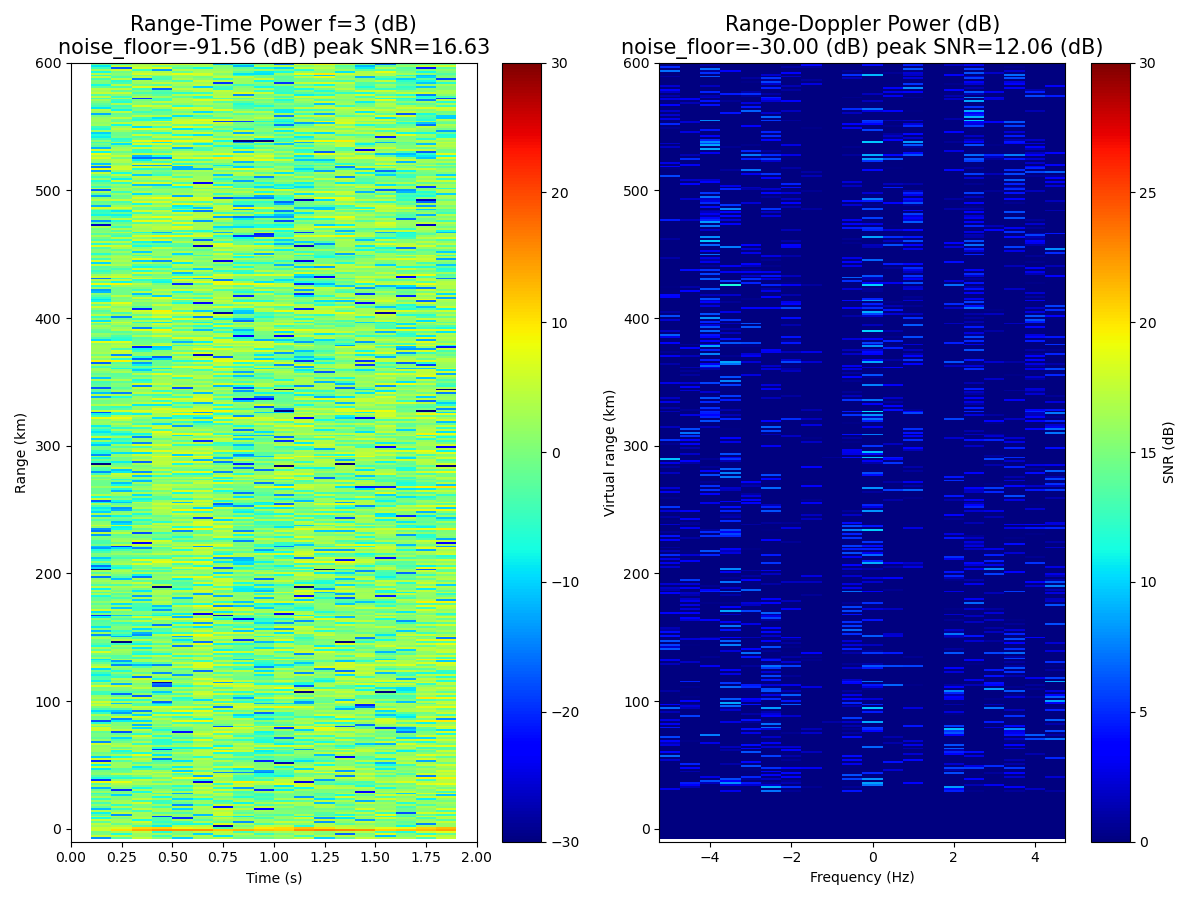 Range-Time Power f=3 (dB)
noise_floor=-91.56 (dB) peak SNR=16.63
Range (km)
600
500
400
300
200
100
0
0.00 0.25 0.50 0.75 1.00 1.25 1.50 1.75 2.00
Time (s)
30
20
10
0
−10
−20
−30
Range-Doppler Power (dB)
noise_floor=-30.00 (dB) peak SNR=12.06 (dB)
Virtual range (km)
600
500
400
300
200
100
0
−4 −2 0 2 4
Frequency (Hz)
30
25
20
15
10
5
0
SNR (dB)